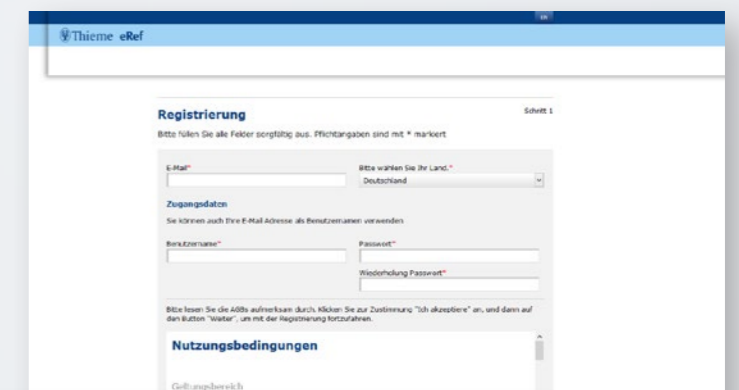 EN
Thieme eRef
Registrierung
Schritt 1
Bitte füllen Sie alle Felder sorgfältig aus. Pflichtangaben sind mit * markiert
E-Mail*
Bitte wählen Sie Ihr Land.*
Deutschland
Zugangsdaten
Sie können auch Ihre E-Mail Adresse als Benutzernamen verwenden
Benutzername*
Passwort*
Wiederholung Passwort*
Bitte lesen Sie die AGBs aufmerksam durch. Klicken Sie zur Zustimmung "Ich akzeptiere" an, und dann auf
den Button "Weiter", um mit der Registrierung fortzufahren.
Nutzungsbedingungen
Geltungsbereich